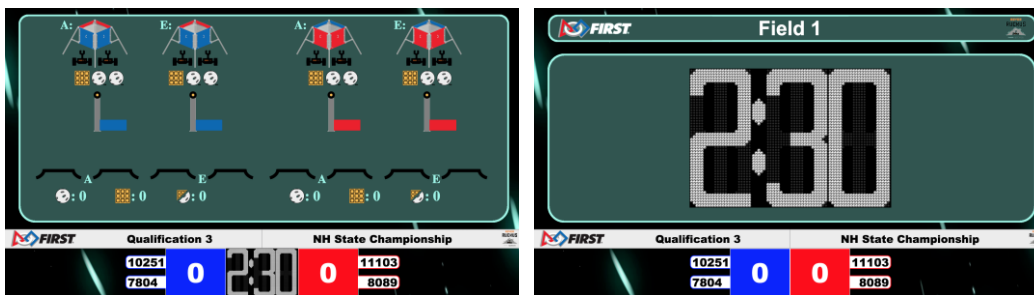 A: E: A: E:
A E A E
: 0 : 0 : 0 : 0 : 0 : 0
FIRST Qualification 3 NH State Championship
10251 0 2:30 0 11103
7804 8089
FIRST Field 1
2:30
FIRST Qualification 3 NH State Championship
10251 0 0 11103
7804 8089